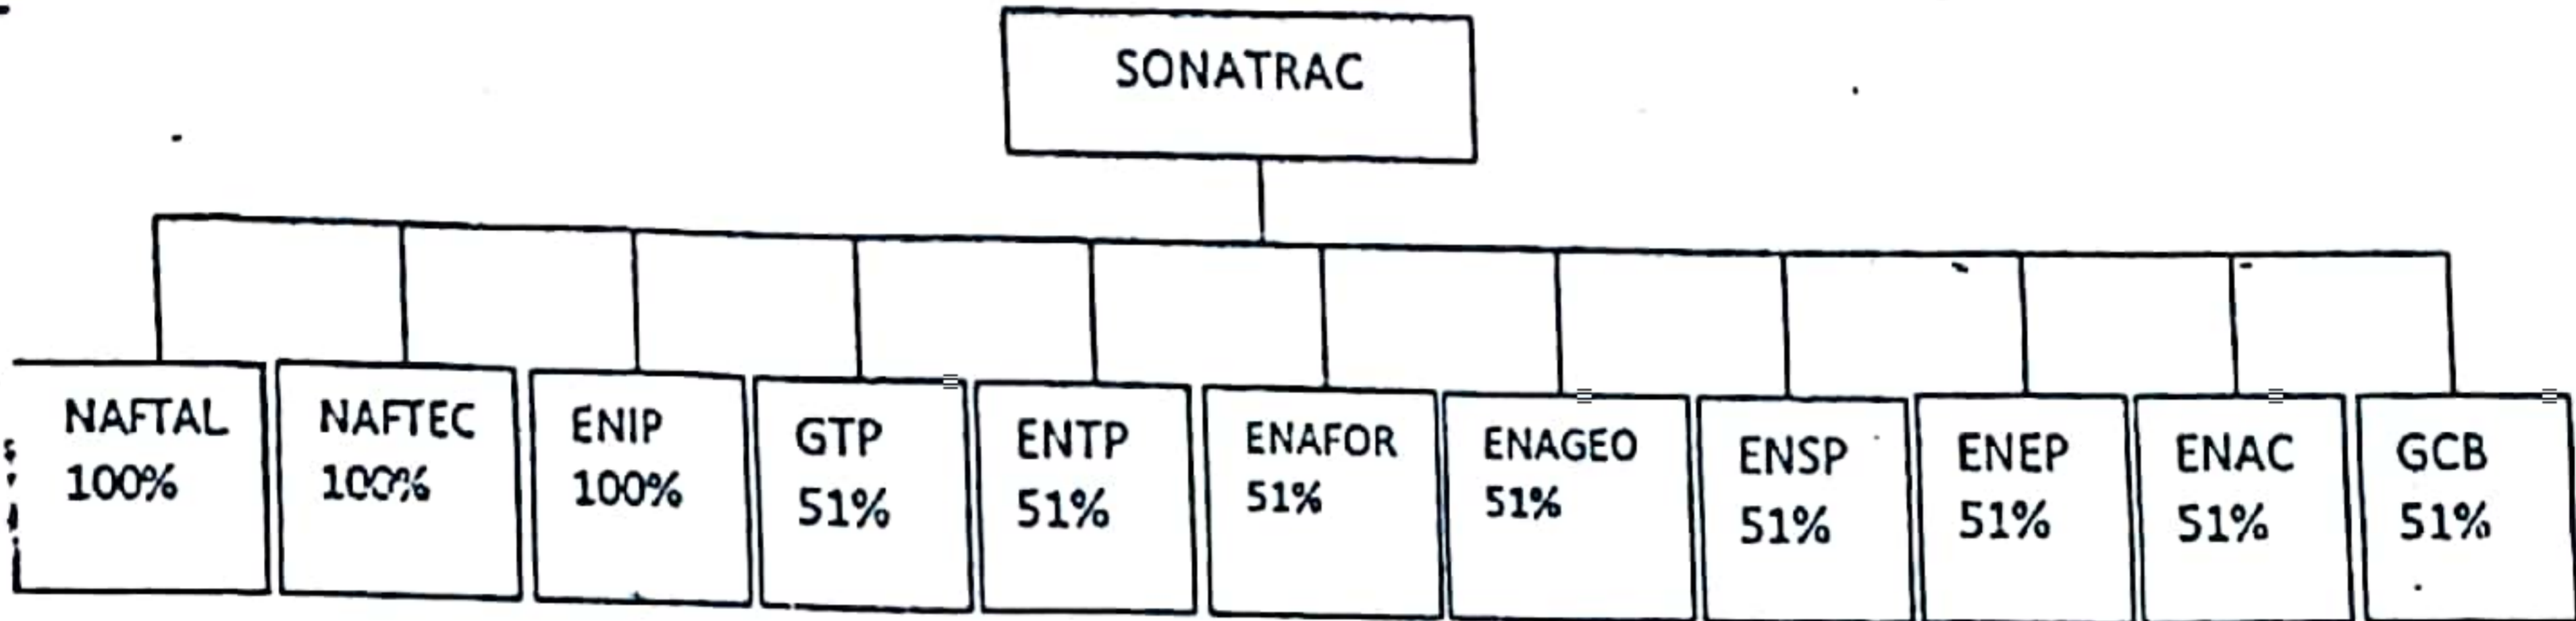 SONATRAC
NAFTAL
100%
NAFTEC
100%
ENIP
100%
GTP
51%
ENTP
51%
ENAFOR
51%
ENAGEO
51%
ENSP
51%
ENEP
51%
ENAC
51%
GCB
51%